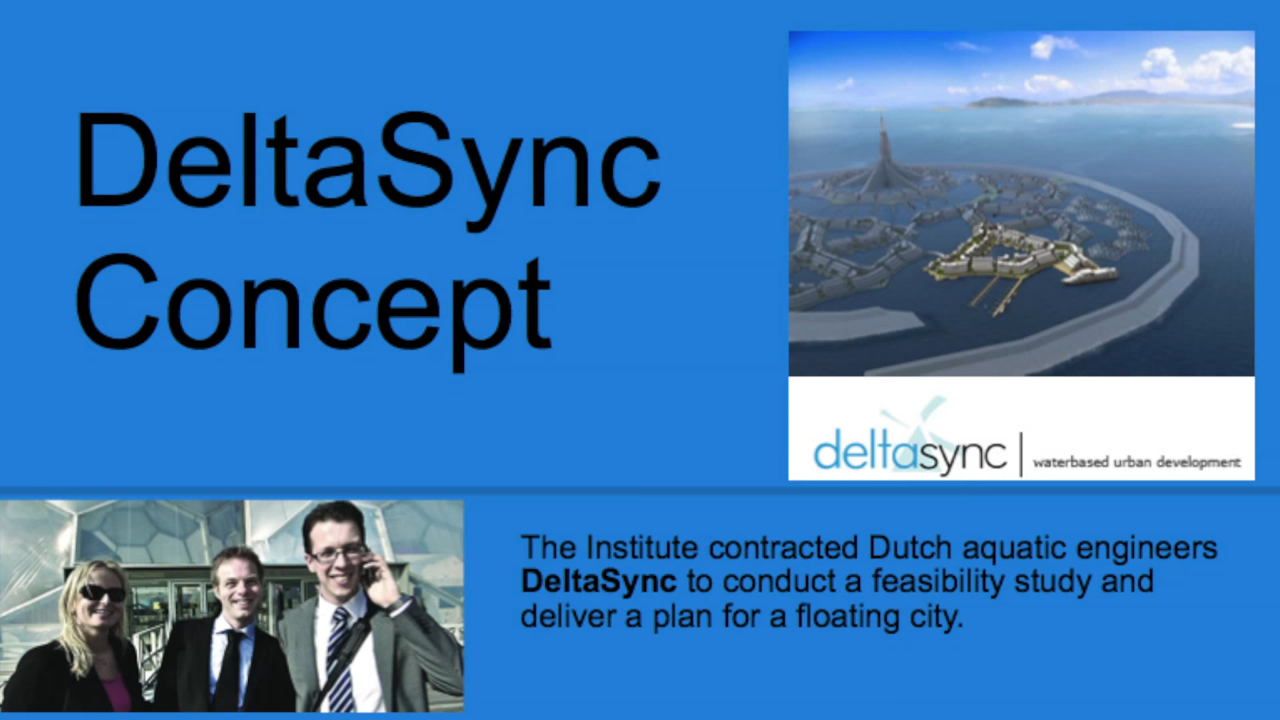 DeltaSync
Concept
deltasync | waterbased urban development
The Institute contracted Dutch aquatic engineers
DeltaSync to conduct a feasibility study and
deliver a plan for a floating city.